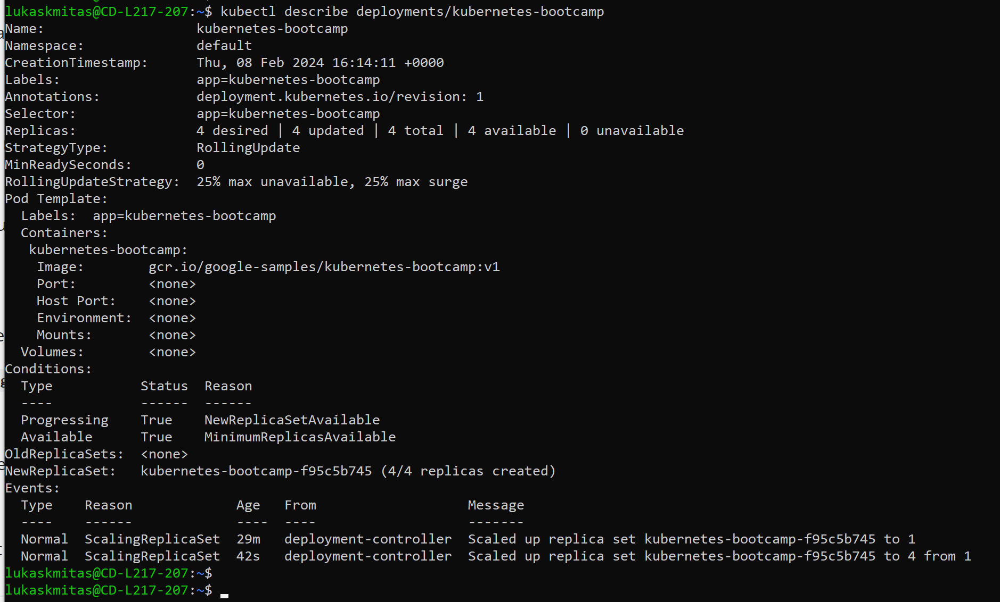 lukaskmitas@CD-L217-207:~$ kubectl describe deployments/kubernetes-bootcamp
Name:                   kubernetes-bootcamp
Namespace:              default
CreationTimestamp:      Thu, 08 Feb 2024 16:14:11 +0000
Labels:                 app=kubernetes-bootcamp
Annotations:            deployment.kubernetes.io/revision: 1
Selector:               app=kubernetes-bootcamp
Replicas:               4 desired | 4 updated | 4 total | 4 available | 0 unavailable
StrategyType:           RollingUpdate
MinReadySeconds:        0
RollingUpdateStrategy:  25% max unavailable, 25% max surge
Pod Template:
  Labels:  app=kubernetes-bootcamp
  Containers:
   kubernetes-bootcamp:
    Image:        gcr.io/google-samples/kubernetes-bootcamp:v1
    Port:         <none>
    Host Port:    <none>
    Environment:  <none>
    Mounts:       <none>
  Volumes:        <none>
Conditions:
  Type           Status  Reason
  ----           ------  ------
  Progressing    True    NewReplicaSetAvailable
  Available      True    MinimumReplicasAvailable
OldReplicaSets:  <none>
NewReplicaSet:   kubernetes-bootcamp-f95c5b745 (4/4 replicas created)
Events:
  Type    Reason             Age   From                   Message
  ----    ------             ----  ----                   -------
  Normal  ScalingReplicaSet  29m   deployment-controller  Scaled up replica set kubernetes-bootcamp-f95c5b745 to 1
  Normal  ScalingReplicaSet  42s   deployment-controller  Scaled up replica set kubernetes-bootcamp-f95c5b745 to 4 from 1
lukaskmitas@CD-L217-207:~$
lukaskmitas@CD-L217-207:~$